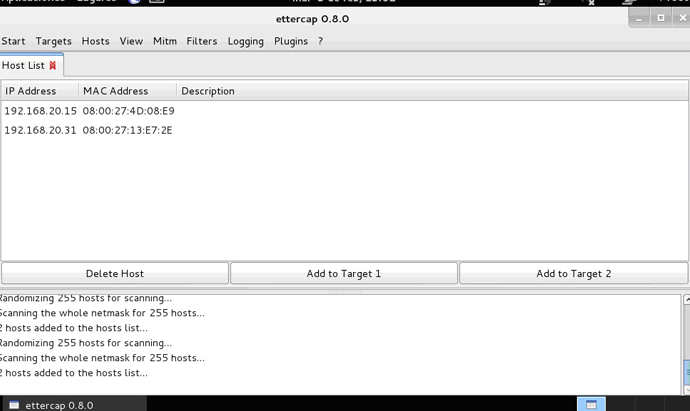 ettercap 0.8.0
Start Targets Hosts View Mitm Filters Logging Plugins ?
Host List
IP Address MAC Address Description
192.168.20.15 08:00:27:4D:08:E9
192.168.20.31 08:00:27:13:E7:2E
Delete Host Add to Target 1 Add to Target 2
Randomizing 255 hosts for scanning...
Scanning the whole netmask for 255 hosts...
2 hosts added to the hosts list...
Randomizing 255 hosts for scanning...
Scanning the whole netmask for 255 hosts...
2 hosts added to the hosts list...
ettercap 0.8.0